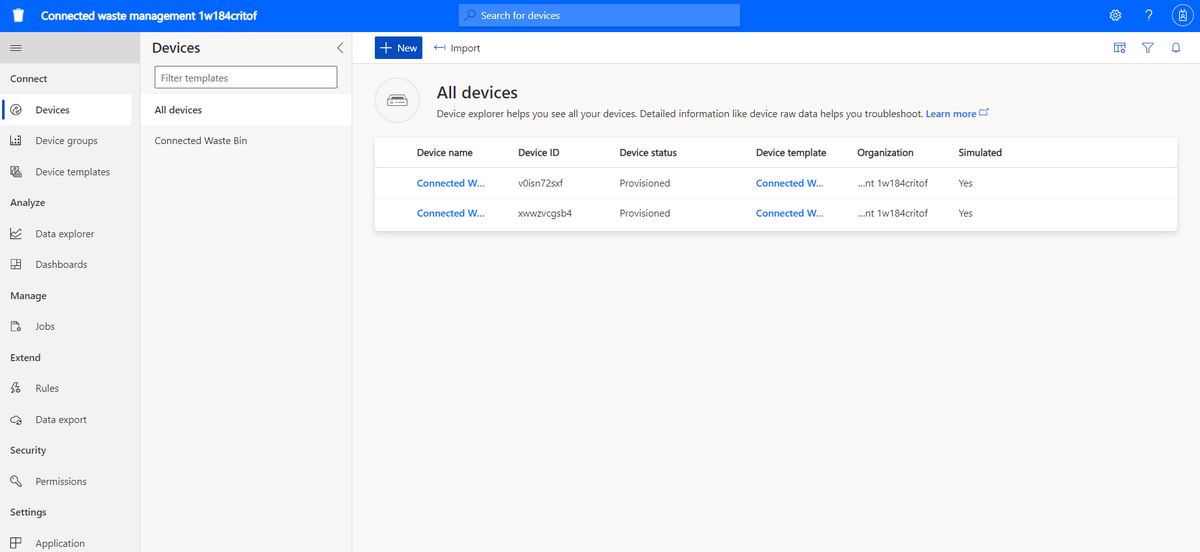 Connected waste management 1w184critof
Search for devices
?
Connect
Devices
Device groups
Device templates
Analyze
Data explorer
Dashboards
Manage
Jobs
Extend
Rules
Data export
Security
Permissions
Settings
Application
Devices
Filter templates
All devices
Connected Waste Bin
New Import
All devices
Device explorer helps you see all your devices. Detailed information like device raw data helps you troubleshoot. Learn more
Device name Device ID Device status Device template Organization Simulated
Connected W... v0isn72sxf Provisioned Connected W... ...nt 1w184critof Yes
Connected W... xwwzvcgsb4 Provisioned Connected W... ...nt 1w184critof Yes